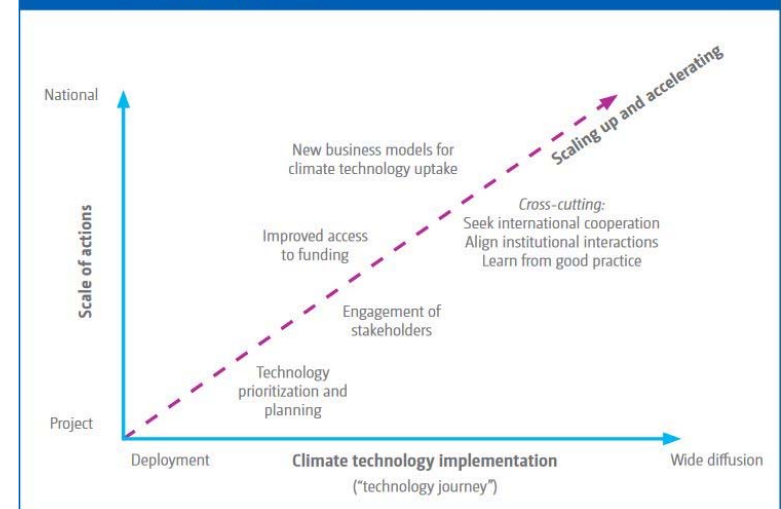 National
Scaling up and accelerating
New business models for
climate technology uptake
Cross-cutting:
Seek international cooperation
Align institutional interactions
Learn from good practice
Improved access
to funding
Scale of actions
Engagement of
stakeholders
Technology
prioritization and
planning
Project
Deployment
Climate technology implementation
Wide diffusion
("technology journey")